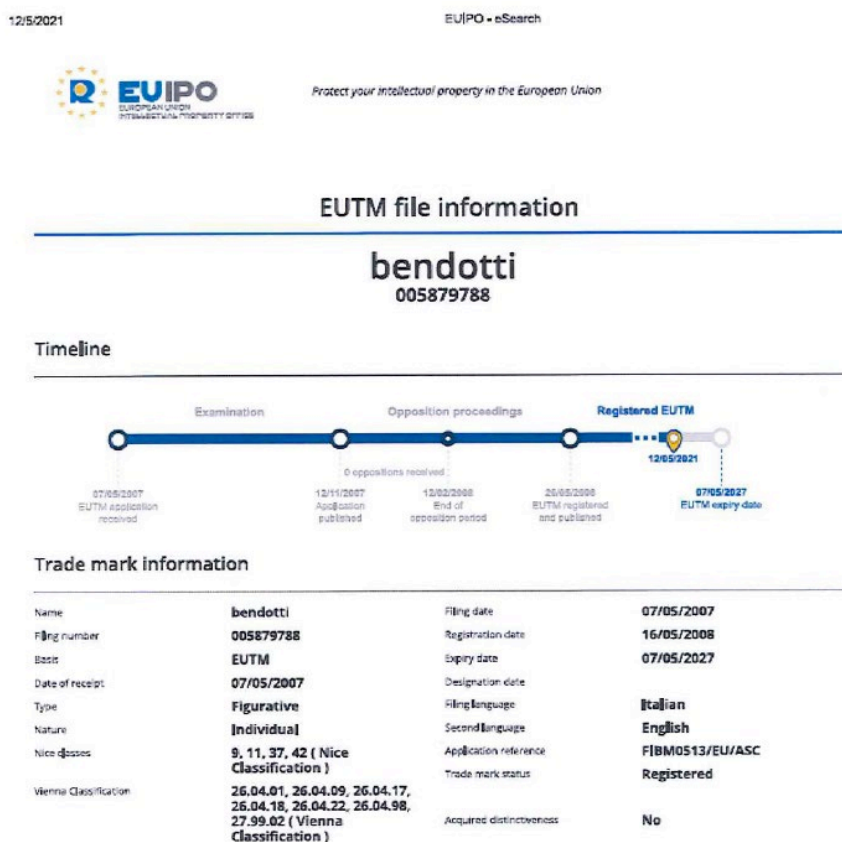 12/5/2021
EUIPO - eSearch
EUIPO
EUROPEAN UNION
INTELLECTUAL PROPERTY OFFICE
Protect your intellectual property in the European Union
EUTM file information
bendotti
005879788
Timeline
Examination
Opposition proceedings
Registered EUTM
12/05/2021
0 oppositions received
07/05/2007
EUTM application
received
12/11/2007
Application
published
12/02/2008
End of
opposition period
26/05/2008
EUTM registered
and published
07/05/2027
EUTM expiry date
Trade mark information
Name bendotti
Filing number 005879788
Basis EUTM
Date of receipt 07/05/2007
Type Figurative
Nature Individual
Nice classes 9, 11, 37, 42 ( Nice
Classification )
Vienna Classification 26.04.01, 26.04.09, 26.04.17,
26.04.18, 26.04.22, 26.04.98,
27.99.02 ( Vienna
Classification )
Filing date 07/05/2007
Registration date 16/05/2008
Expiry date 07/05/2027
Designation date
Filing language Italian
Second language English
Application reference FIBM0513/EU/ASC
Trade mark status Registered
Acquired distinctiveness No